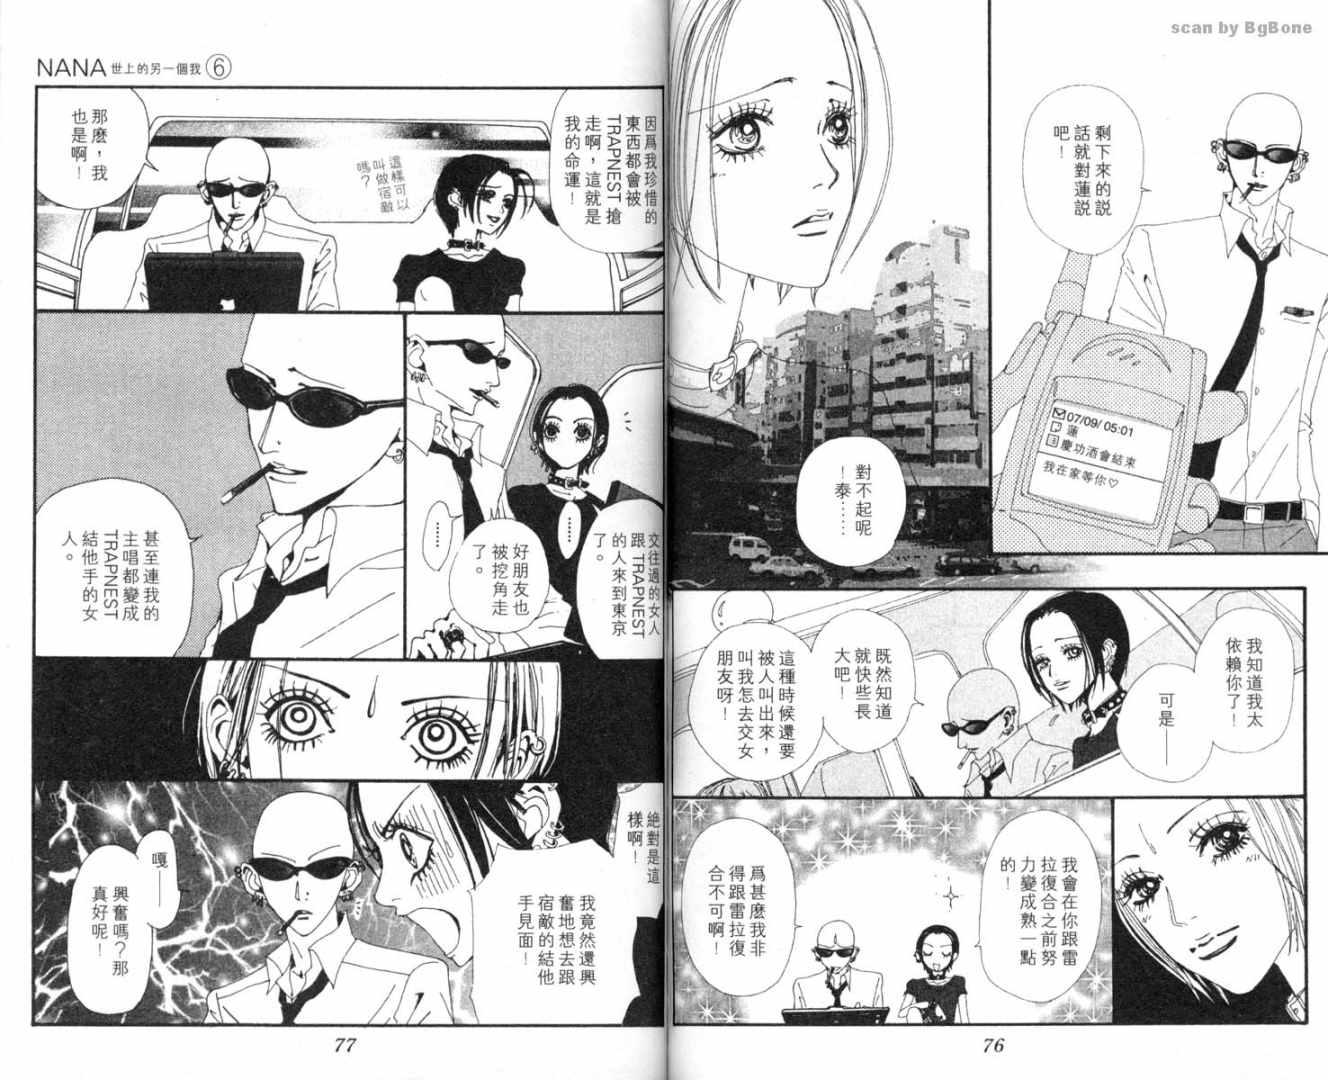 scan by BgBone
剩下來的說
話就對蓮說
吧！
07/09/05:01
蓮
慶功酒會結束
我在家等你♡
對不起呢
！泰……
我知道我太
依賴你了！
可是——
既然知道
就快些長
大吧！
這種時候還要
被人叫出來，
叫我怎去交女
朋友呀！
我會在你跟雷
拉復合之前努
力變成熟一點
的！
爲甚麼我非
得跟雷拉復
合不可啊！
76
NANA 世上的另一個我 ⑥
因爲我珍惜的
東西都會被
TRAPNEST搶
走啊，這就是
我的命運！
這樣可以
叫做宿敵
嗎？
那麽，我
也是啊！
交往過的女人
跟TRAPNEST
的人來到東京
了。
……
好朋友也
被挖角走
了。
……
甚至連我的
主唱都變成
TRAPNEST
結他手的女
人。
絕對是這
樣啊！
我竟然還興
奮地想去跟
宿敵的結他
手見面！
嘎——
興奮嗎？那
真好呢！
77